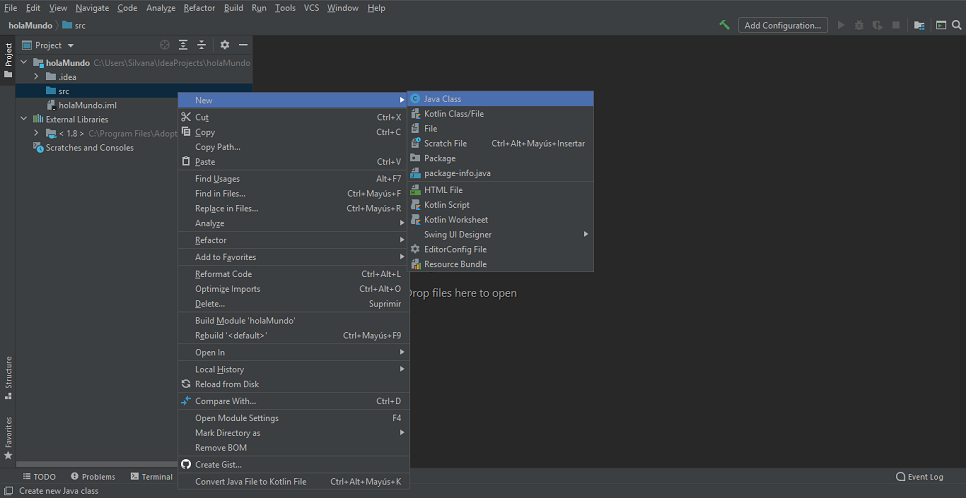 File Edit View Navigate Code Analyze Refactor Build Run Tools VCS Window Help
holaMundo src
Add Configuration...
Project
Project
holaMundo C:\Users\Silvana\IdeaProjects\holaMundo
.idea
src
holaMundo.iml
External Libraries
< 1.8 > C:\Program Files\Adopt
Scratches and Consoles
New
Cut Ctrl+X
Copy Ctrl+C
Copy Path...
Paste Ctrl+V
Find Usages Alt+F7
Find in Files... Ctrl+Mayús+F
Replace in Files... Ctrl+Mayús+R
Analyze
Refactor
Add to Favorites
Reformat Code Ctrl+Alt+L
Optimize Imports Ctrl+Alt+O
Delete... Suprimir
Build Module 'holaMundo'
Rebuild '<default>' Ctrl+Mayús+F9
Open In
Local History
Reload from Disk
Compare With... Ctrl+D
Open Module Settings F4
Mark Directory as
Remove BOM
Create Gist...
Convert Java File to Kotlin File Ctrl+Alt+Mayús+K
Java Class
Kotlin Class/File
File
Scratch File Ctrl+Alt+Mayús+Insertar
Package
package-info.java
HTML File
Kotlin Script
Kotlin Worksheet
Swing UI Designer
EditorConfig File
Resource Bundle
Drop files here to open
Structure
Favorites
TODO Problems Terminal
Event Log
Create new Java class